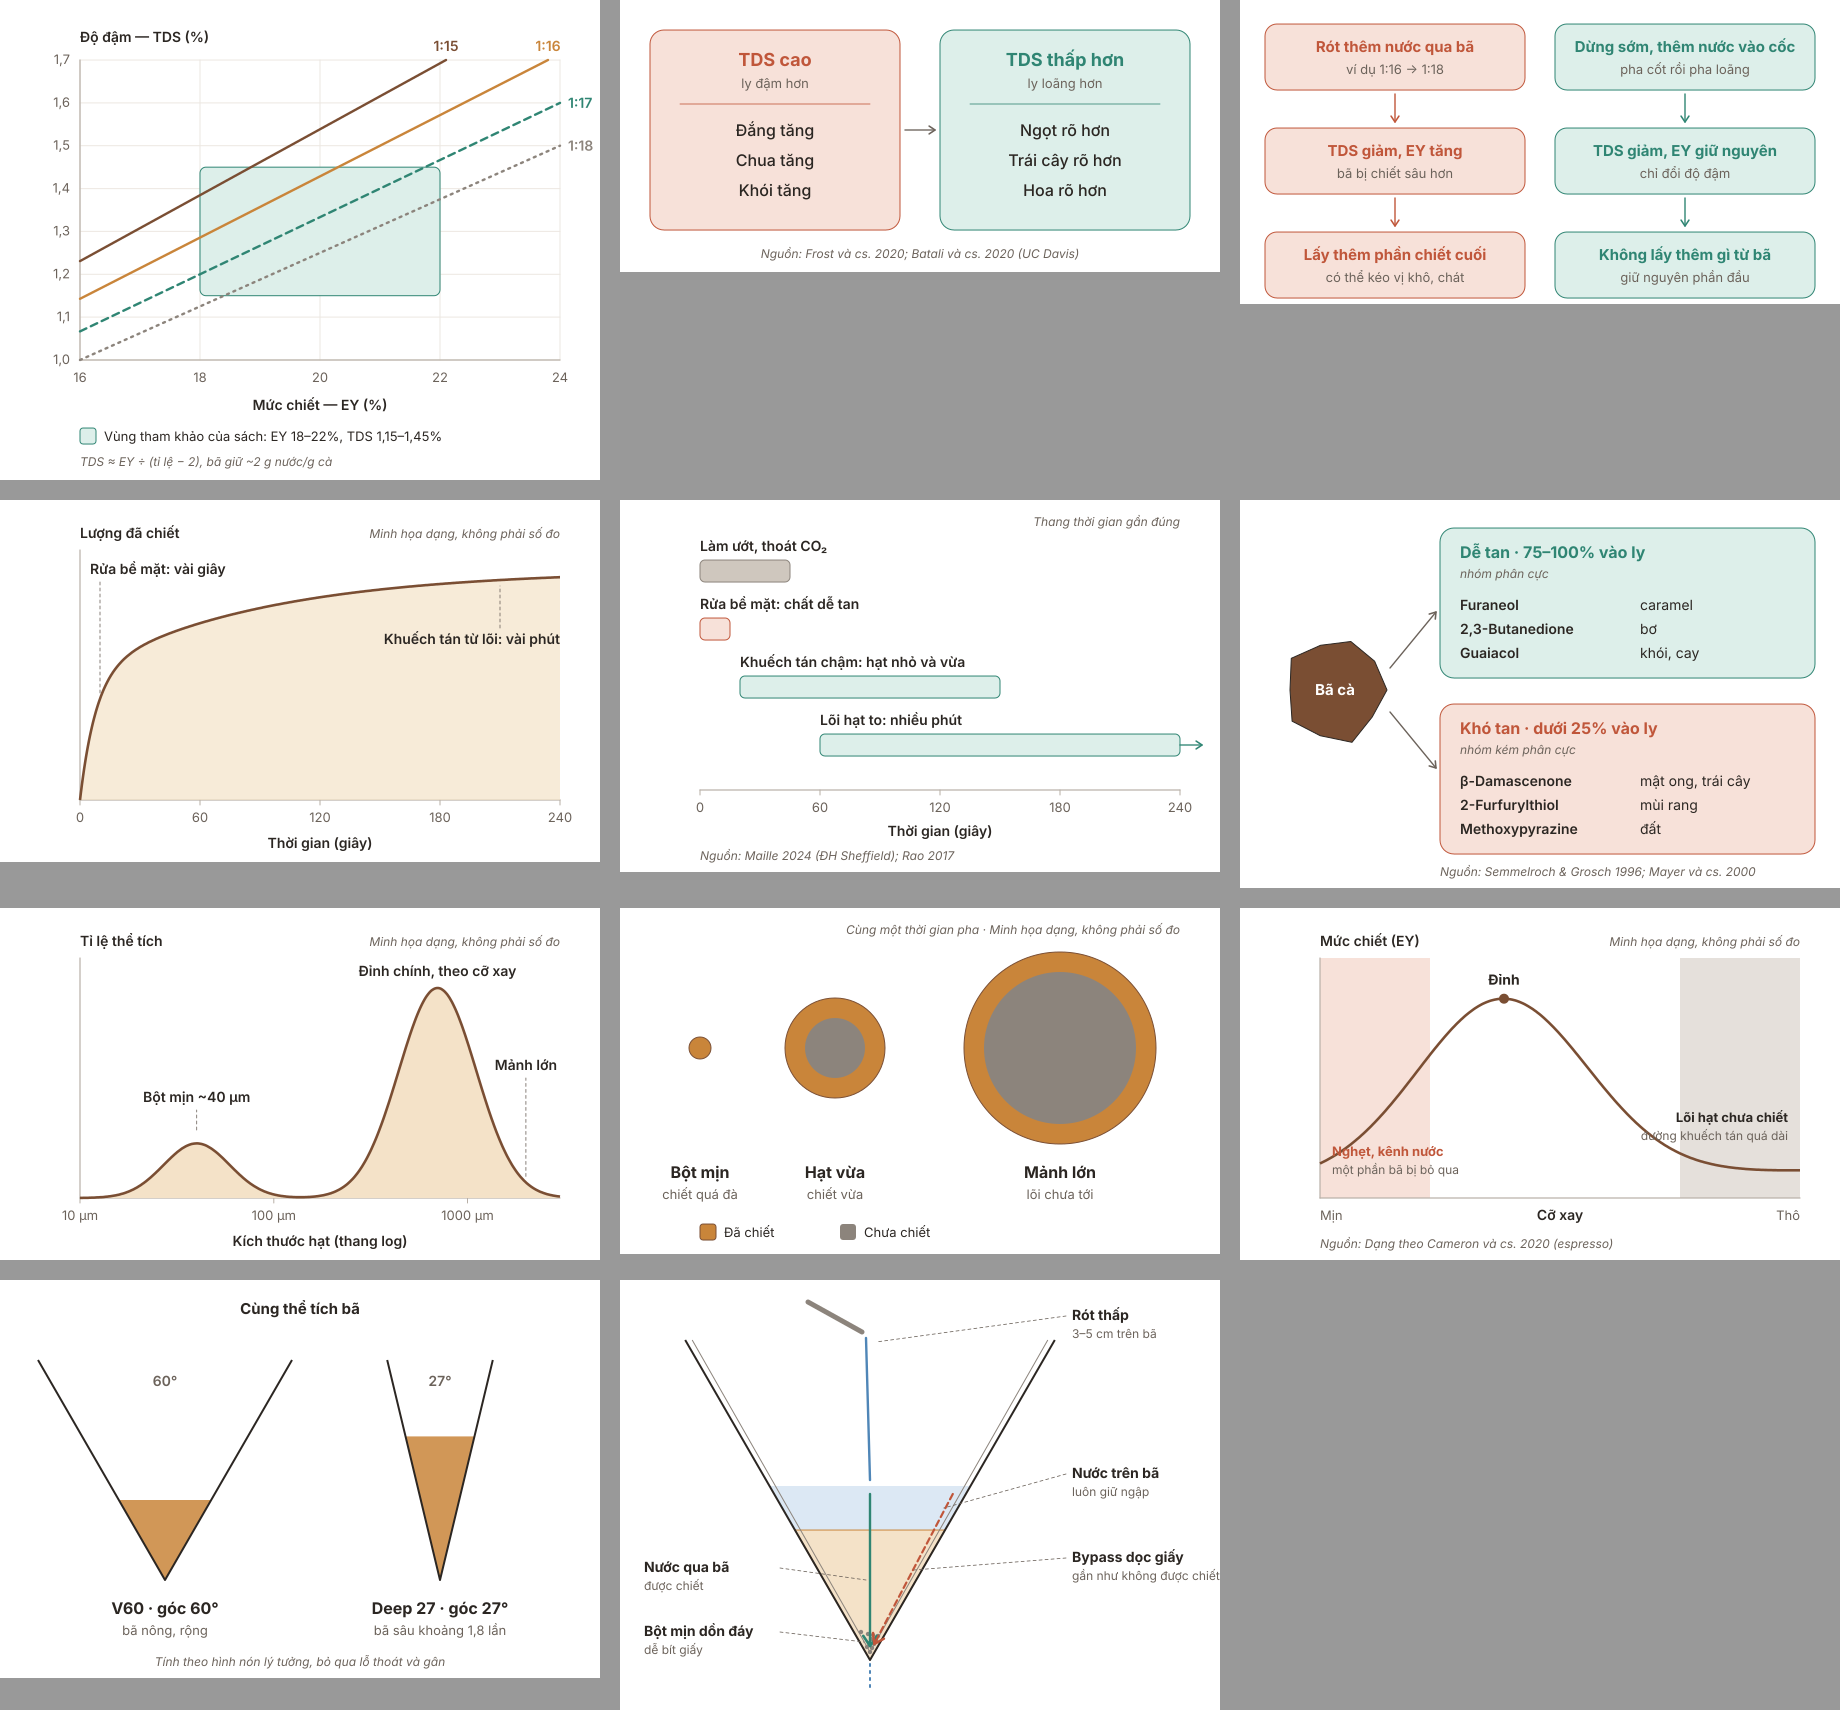 Độ đậm — TDS (%)
1:15
1:16
1:17
1:18
1,7
1,6
1,5
1,4
1,3
1,2
1,1
1,0
16
18
20
22
24
Mức chiết — EY (%)
Vùng tham khảo của sách: EY 18–22%, TDS 1,15–1,45%
TDS ≈ EY ÷ (tỉ lệ − 2), bã giữ ~2 g nước/g cà
TDS cao
ly đậm hơn
Đắng tăng
Chua tăng
Khói tăng
TDS thấp hơn
ly loãng hơn
Ngọt rõ hơn
Trái cây rõ hơn
Hoa rõ hơn
Nguồn: Frost và cs. 2020; Batali và cs. 2020 (UC Davis)
Rót thêm nước qua bã
ví dụ 1:16 → 1:18
TDS giảm, EY tăng
bã bị chiết sâu hơn
Lấy thêm phần chiết cuối
có thể kéo vị khô, chát
Dừng sớm, thêm nước vào cốc
pha cốt rồi pha loãng
TDS giảm, EY giữ nguyên
chỉ đổi độ đậm
Không lấy thêm gì từ bã
giữ nguyên phần đầu
Lượng đã chiết
Minh họa dạng, không phải số đo
Rửa bề mặt: vài giây
Khuếch tán từ lõi: vài phút
0
60
120
180
240
Thời gian (giây)
Thang thời gian gần đúng
Làm ướt, thoát CO₂
Rửa bề mặt: chất dễ tan
Khuếch tán chậm: hạt nhỏ và vừa
Lõi hạt to: nhiều phút
0
60
120
180
240
Thời gian (giây)
Nguồn: Maille 2024 (ĐH Sheffield); Rao 2017
Bã cà
Dễ tan · 75–100% vào ly
nhóm phân cực
Furaneol caramel
2,3-Butanedione bơ
Guaiacol khói, cay
Khó tan · dưới 25% vào ly
nhóm kém phân cực
β-Damascenone mật ong, trái cây
2-Furfurylthiol mùi rang
Methoxypyrazine đất
Nguồn: Semmelroch & Grosch 1996; Mayer và cs. 2000
Tỉ lệ thể tích
Minh họa dạng, không phải số đo
Đỉnh chính, theo cỡ xay
Mảnh lớn
Bột mịn ~40 µm
10 µm
100 µm
1000 µm
Kích thước hạt (thang log)
Cùng một thời gian pha · Minh họa dạng, không phải số đo
Bột mịn
chiết quá đà
Hạt vừa
chiết vừa
Mảnh lớn
lõi chưa tới
Đã chiết
Chưa chiết
Mức chiết (EY)
Minh họa dạng, không phải số đo
Đỉnh
Lõi hạt chưa chiết
đường khuếch tán quá dài
Nghẹt, kênh nước
một phần bã bị bỏ qua
Mịn
Cỡ xay
Thô
Nguồn: Dạng theo Cameron và cs. 2020 (espresso)
Cùng thể tích bã
60°
27°
V60 · góc 60°
bã nông, rộng
Deep 27 · góc 27°
bã sâu khoảng 1,8 lần
Tính theo hình nón lý tưởng, bỏ qua lỗ thoát và gân
Rót thấp
3–5 cm trên bã
Nước trên bã
luôn giữ ngập
Bypass dọc giấy
gần như không được chiết
Nước qua bã
được chiết
Bột mịn dồn đáy
dễ bít giấy